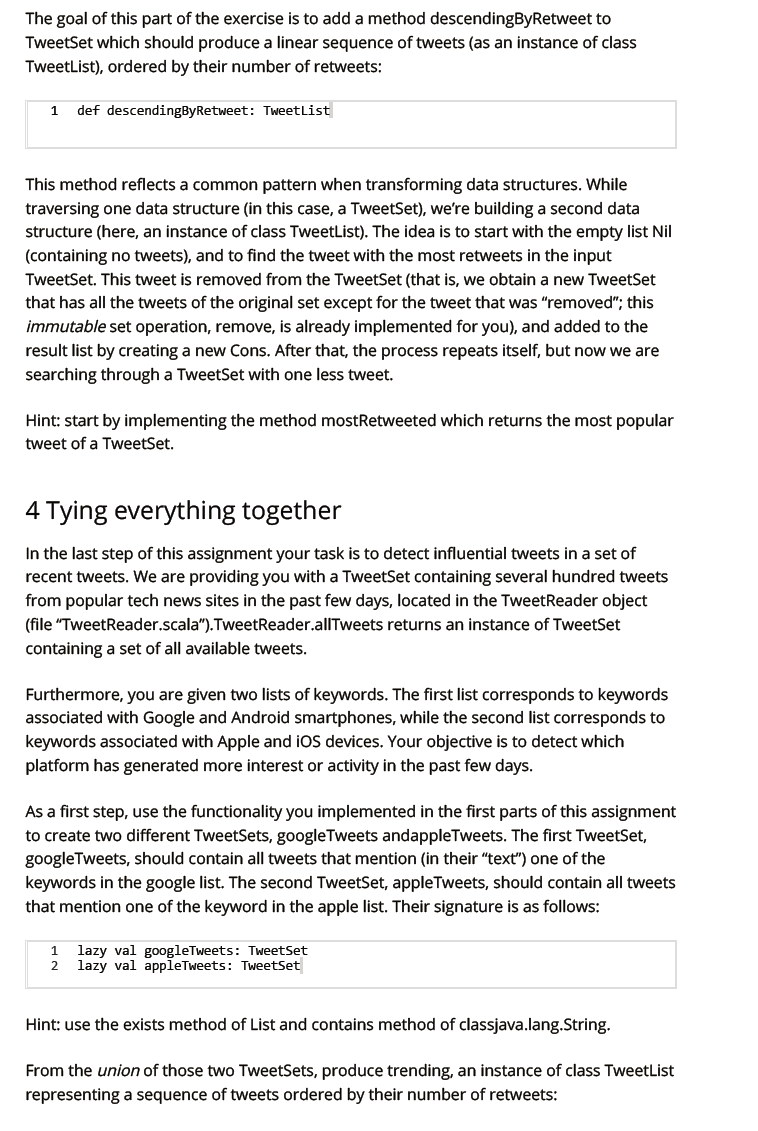 The goal of this part of the exercise is to add a method descendingByRetweet to
TweetSet which should produce a linear sequence of tweets (as an instance of class
TweetList), ordered by their number of retweets:
1 def descendingByRetweet: TweetList
This method reflects a common pattern when transforming data structures. While
traversing one data structure (in this case, a TweetSet), we’re building a second data
structure (here, an instance of class TweetList). The idea is to start with the empty list Nil
(containing no tweets), and to find the tweet with the most retweets in the input
TweetSet. This tweet is removed from the TweetSet (that is, we obtain a new TweetSet
that has all the tweets of the original set except for the tweet that was “removed”; this
immutable set operation, remove, is already implemented for you), and added to the
result list by creating a new Cons. After that, the process repeats itself, but now we are
searching through a TweetSet with one less tweet.
Hint: start by implementing the method mostRetweeted which returns the most popular
tweet of a TweetSet.
4 Tying everything together
In the last step of this assignment your task is to detect influential tweets in a set of
recent tweets. We are providing you with a TweetSet containing several hundred tweets
from popular tech news sites in the past few days, located in the TweetReader object
(file “TweetReader.scala”).TweetReader.allTweets returns an instance of TweetSet
containing a set of all available tweets.
Furthermore, you are given two lists of keywords. The first list corresponds to keywords
associated with Google and Android smartphones, while the second list corresponds to
keywords associated with Apple and iOS devices. Your objective is to detect which
platform has generated more interest or activity in the past few days.
As a first step, use the functionality you implemented in the first parts of this assignment
to create two different TweetSets, googleTweets andappleTweets. The first TweetSet,
googleTweets, should contain all tweets that mention (in their “text”) one of the
keywords in the google list. The second TweetSet, appleTweets, should contain all tweets
that mention one of the keyword in the apple list. Their signature is as follows:
1 lazy val googleTweets: TweetSet
2 lazy val appleTweets: TweetSet
Hint: use the exists method of List and contains method of classjava.lang.String.
From the union of those two TweetSets, produce trending, an instance of class TweetList
representing a sequence of tweets ordered by their number of retweets: